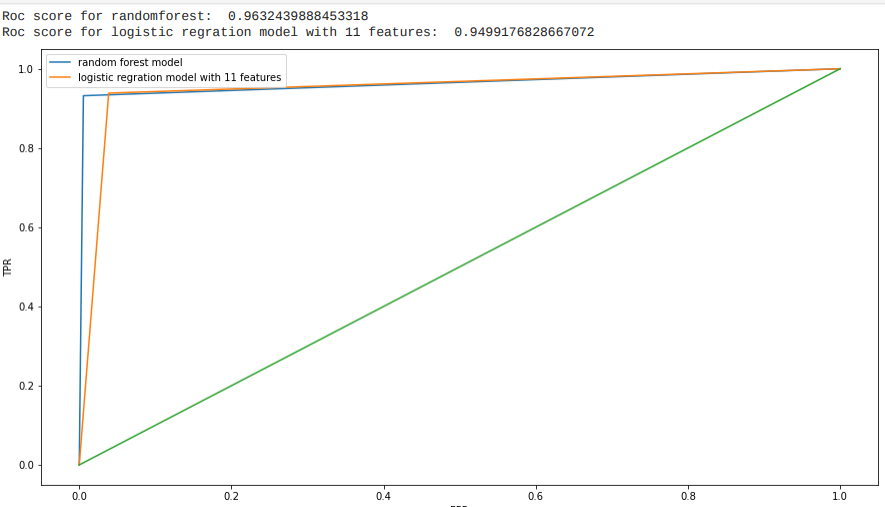 Roc score for randomforest:  0.9632439888453318
Roc score for logistic regration model with 11 features:  0.9499176828667072
random forest model
logistic regration model with 11 features
1.0
0.8
0.6
0.4
0.2
0.0
TPR
0.0 0.2 0.4 0.6 0.8 1.0